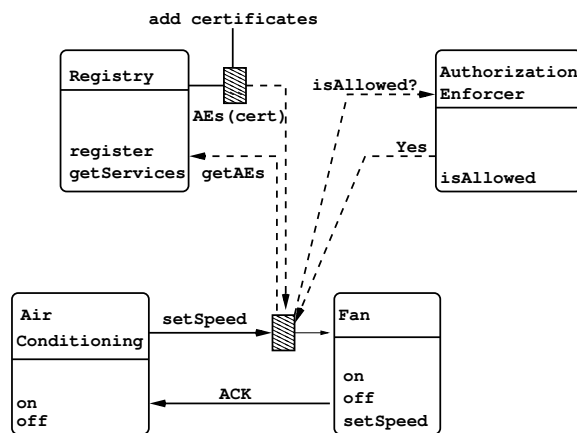 add certificates
Registry
AEs(cert)
register
getServices
getAEs
isAllowed?
Authorization
Enforcer
Yes
isAllowed
Air
Conditioning
on
off
setSpeed
ACK
Fan
on
off
setSpeed